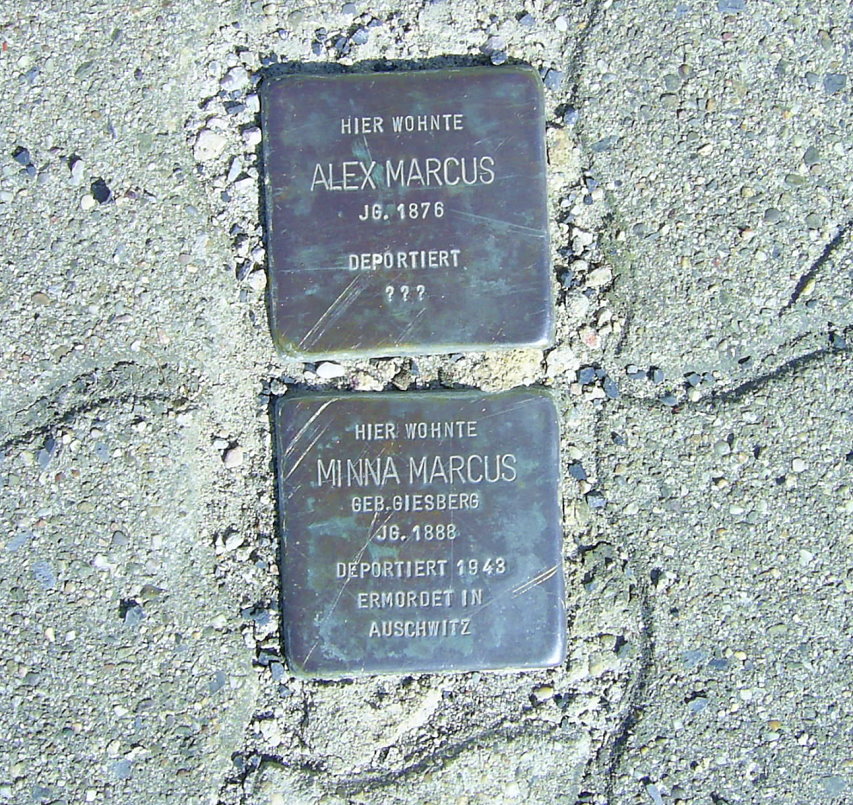 HIER WOHNTE
ALEX MARCUS
JG. 1876
DEPORTIERT
???
HIER WOHNTE
MINNA MARCUS
GEB.GIESBERG
JG. 1888
DEPORTIERT 1943
ERMORDET IN
AUSCHWITZ